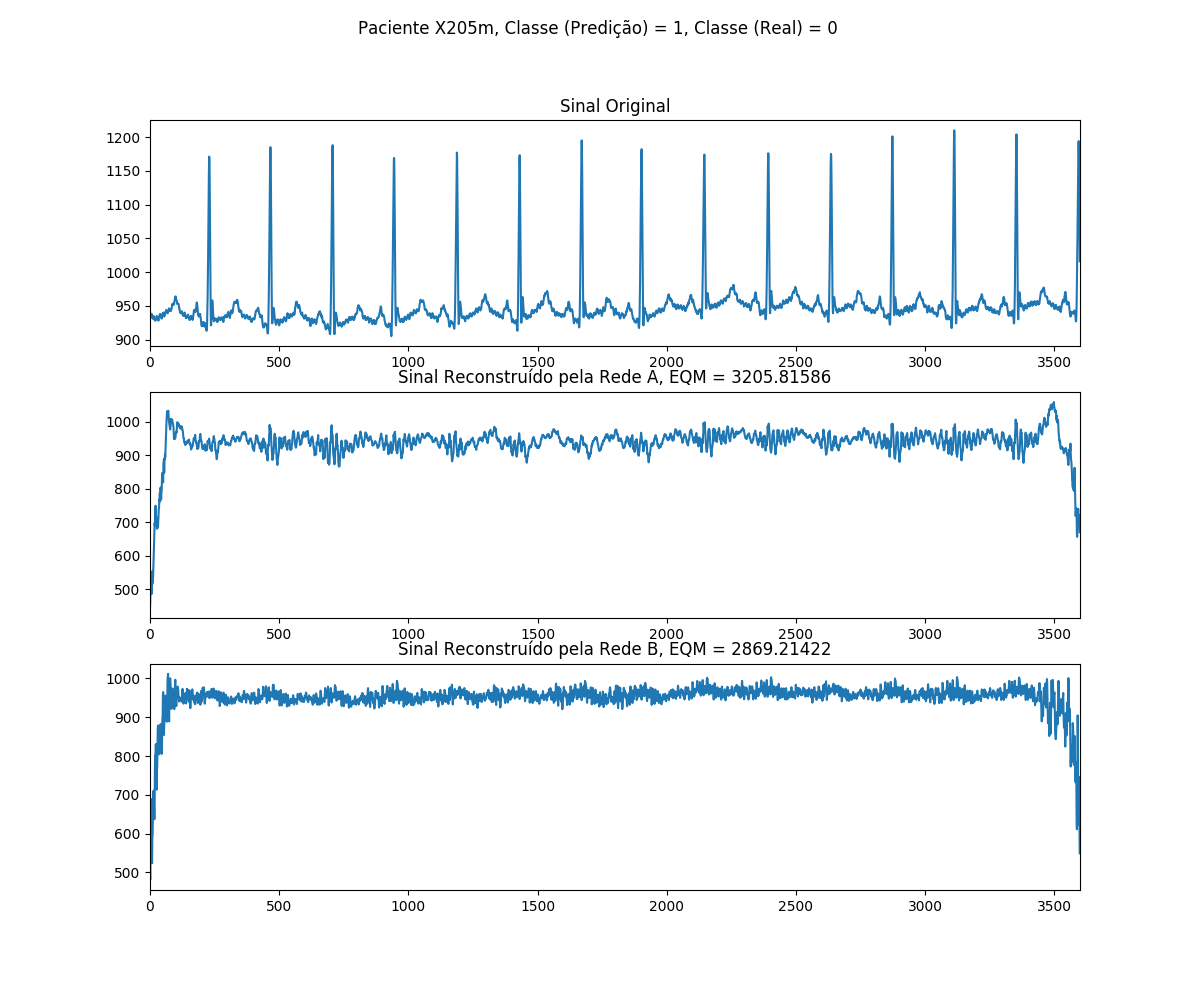 Paciente X205m, Classe (Predição) = 1, Classe (Real) = 0
Sinal Original
1200
1150
1100
1050
1000
950
900
0 500 1000 1500 2000 2500 3000 3500
Sinal Reconstruído pela Rede A, EQM = 3205.81586
1000
900
800
700
600
500
0 500 1000 1500 2000 2500 3000 3500
Sinal Reconstruído pela Rede B, EQM = 2869.21422
1000
900
800
700
600
500
0 500 1000 1500 2000 2500 3000 3500